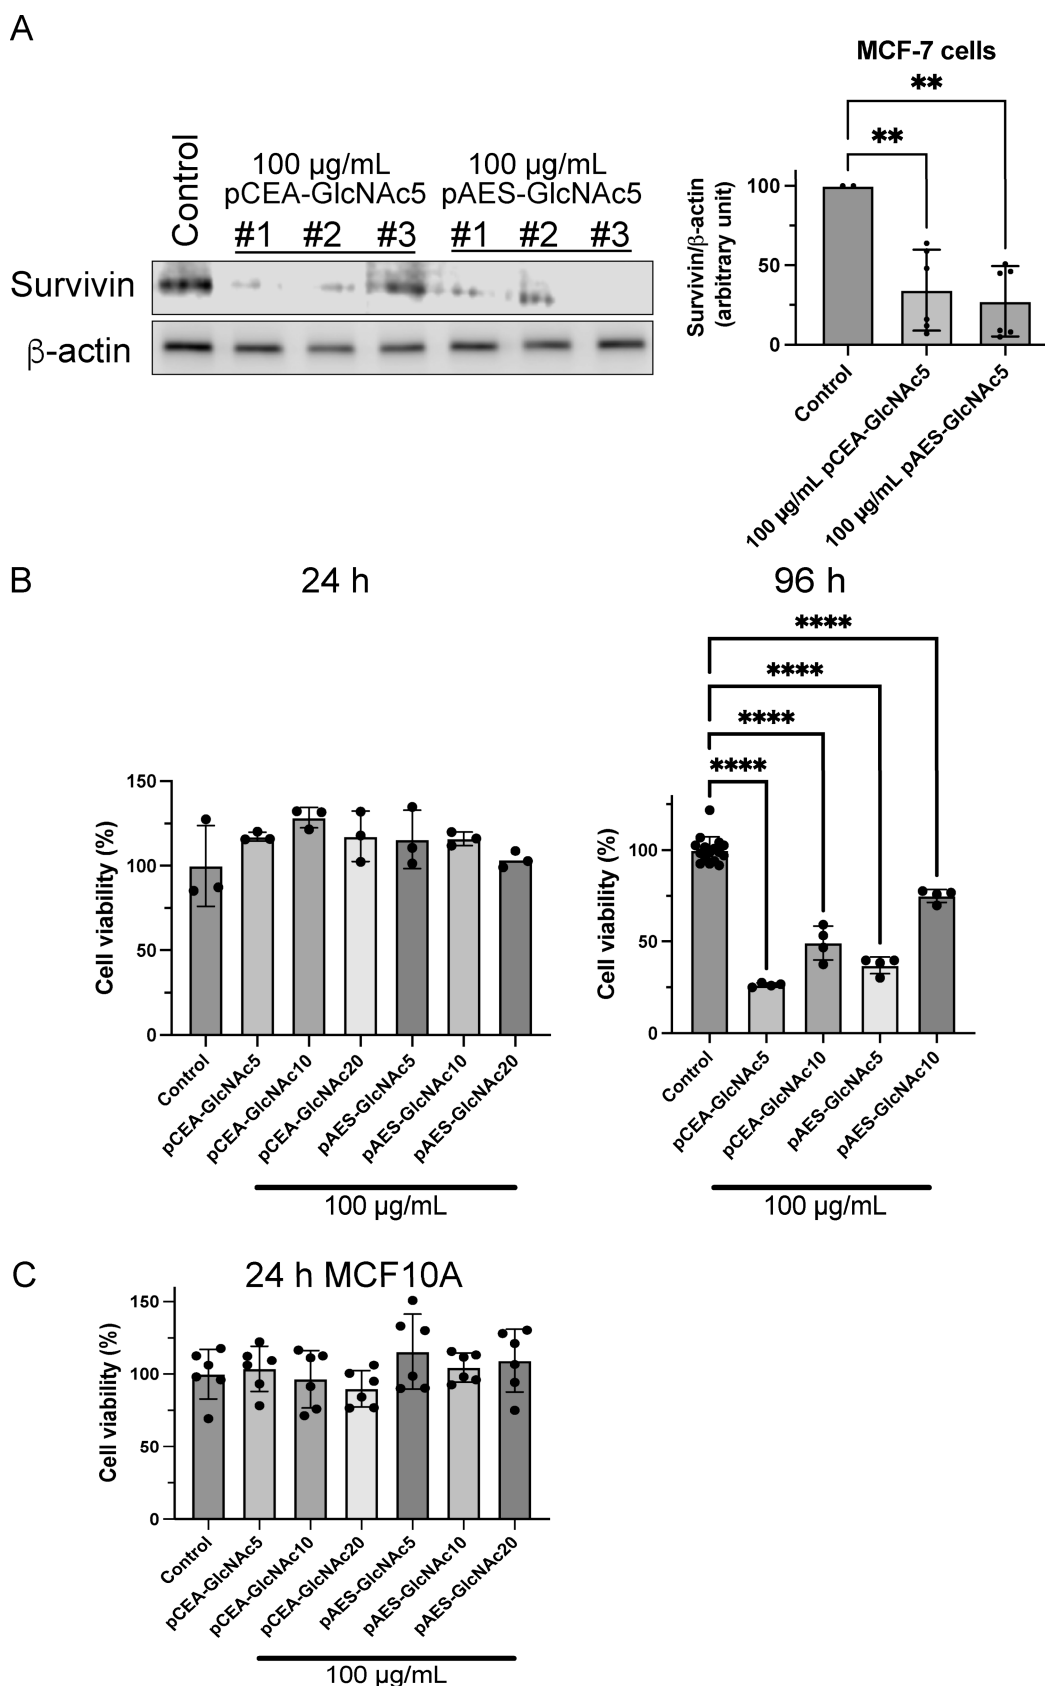 A
MCF-7 cells
**
**
Control
100 µg/mL
pCEA-GlcNAc5
100 µg/mL
pAES-GlcNAc5
#1 #2 #3 #1 #2 #3
Survivin
β-actin
Survivin/β-actin
(arbitrary unit)
100
50
0
Control
100 µg/mL pCEA-GlcNAc5
100 µg/mL pAES-GlcNAc5
B
24 h
Cell viability (%)
150
100
50
0
Control
pCEA-GlcNAc5
pCEA-GlcNAc10
pCEA-GlcNAc20
pAES-GlcNAc5
pAES-GlcNAc10
pAES-GlcNAc20
100 µg/mL
96 h
****
****
****
****
Cell viability (%)
100
50
0
Control
pCEA-GlcNAc5
pCEA-GlcNAc10
pAES-GlcNAc5
pAES-GlcNAc10
100 µg/mL
C
24 h MCF10A
Cell viability (%)
150
100
50
0
Control
pCEA-GlcNAc5
pCEA-GlcNAc10
pCEA-GlcNAc20
pAES-GlcNAc5
pAES-GlcNAc10
pAES-GlcNAc20
100 µg/mL